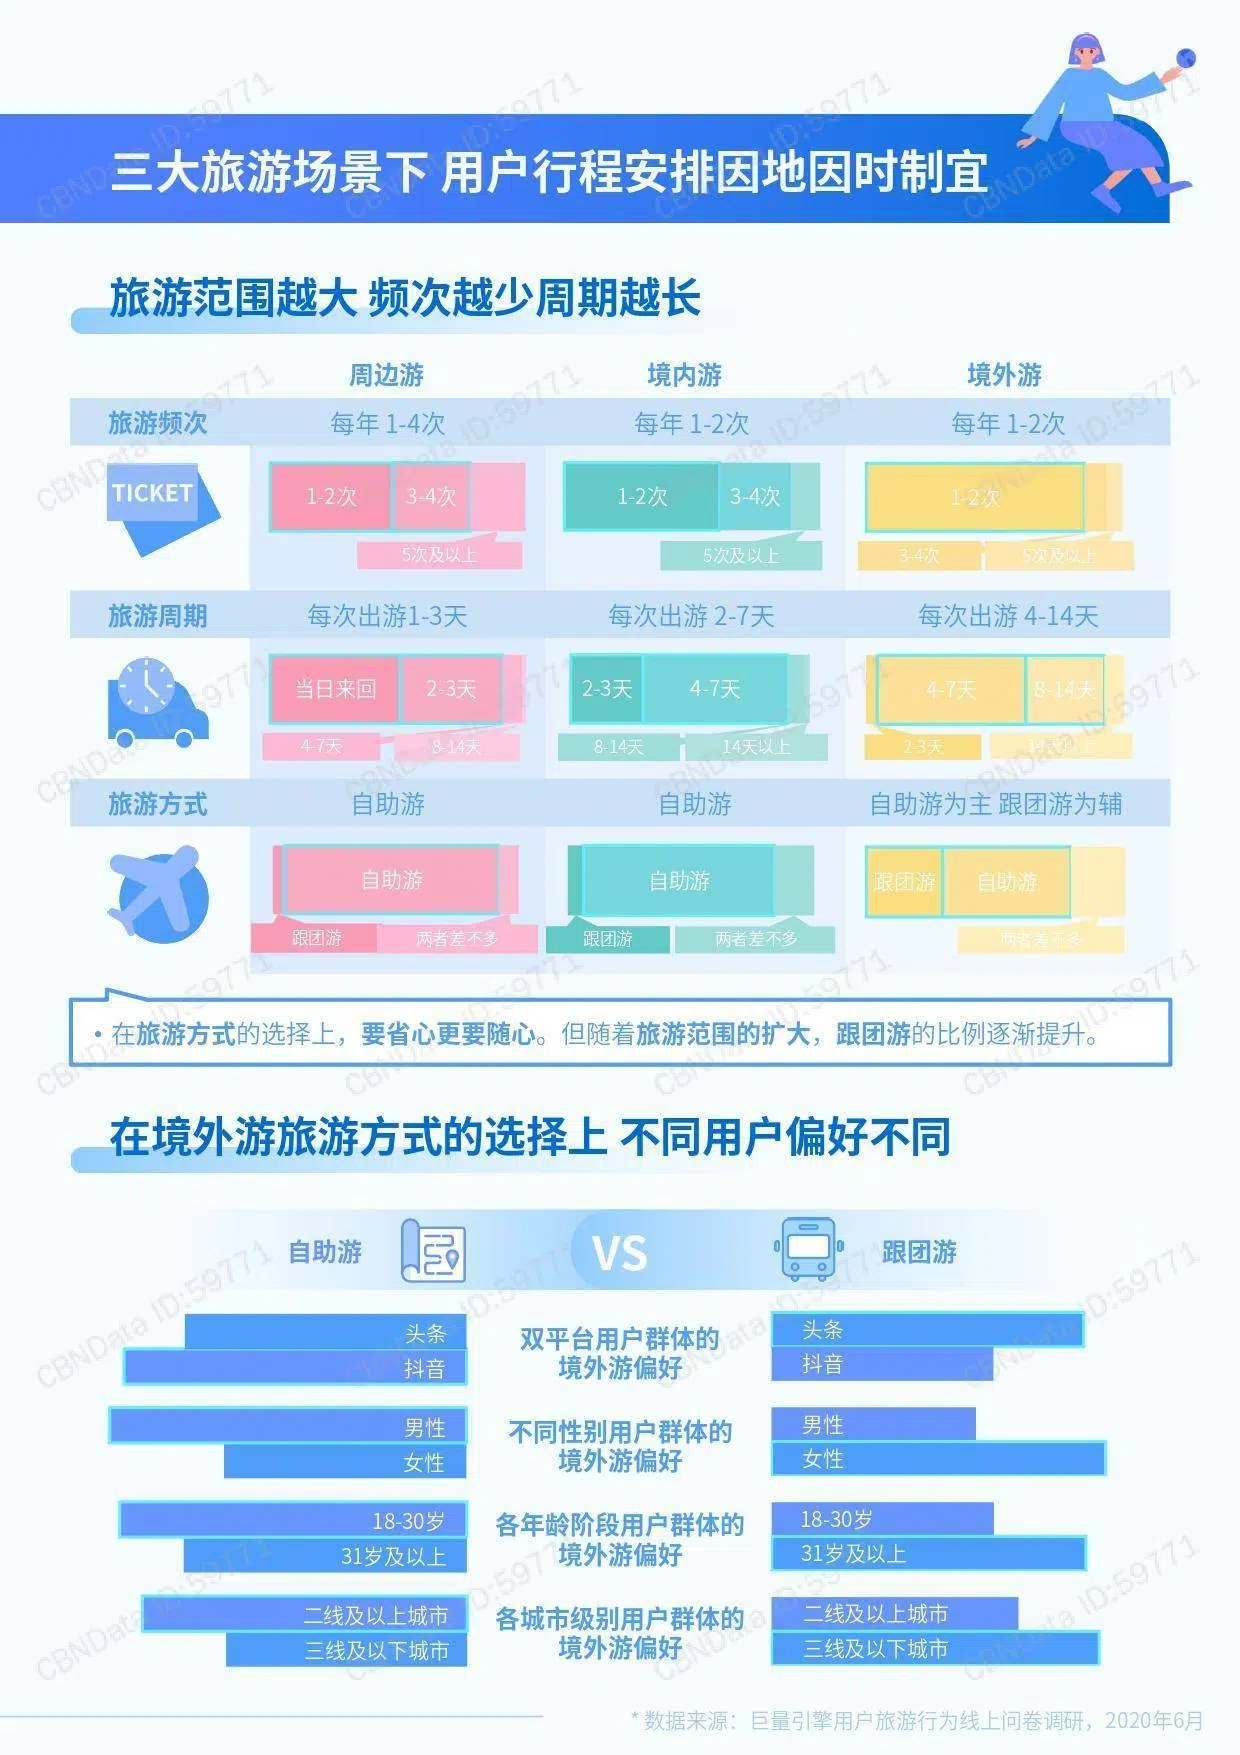 三大旅游场景下 用户行程安排因地因时制宜
旅游范围越大 频次越少周期越长
周边游 境内游 境外游
旅游频次 每年 1-4次 每年 1-2次 每年 1-2次
TICKET
1-2次 3-4次 1-2次 3-4次 1-2次
5次及以上 5次及以上 3-4次 5次及以上
旅游周期 每次出游1-3天 每次出游 2-7天 每次出游 4-14天
当日来回 2-3天 2-3天 4-7天 4-7天 8-14天
4-7天 8-14天 8-14天 14天以上 2-3天 14天以上
旅游方式 自助游 自助游 自助游为主 跟团游为辅
自助游 自助游 跟团游 自助游
跟团游 两者差不多 跟团游 两者差不多 两者差不多
• 在旅游方式的选择上，要省心更要随心。但随着旅游范围的扩大，跟团游的比例逐渐提升。
在境外游旅游方式的选择上 不同用户偏好不同
自助游 VS 跟团游
头条 双平台用户群体的 头条
抖音 境外游偏好 抖音
男性 不同性别用户群体的 男性
女性 境外游偏好 女性
18-30岁 各年龄阶段用户群体的 18-30岁
31岁及以上 境外游偏好 31岁及以上
二线及以上城市 各城市级别用户群体的 二线及以上城市
三线及以下城市 境外游偏好 三线及以下城市
* 数据来源：巨量引擎用户旅游行为线上问卷调研，2020年6月
CBNData ID:59771